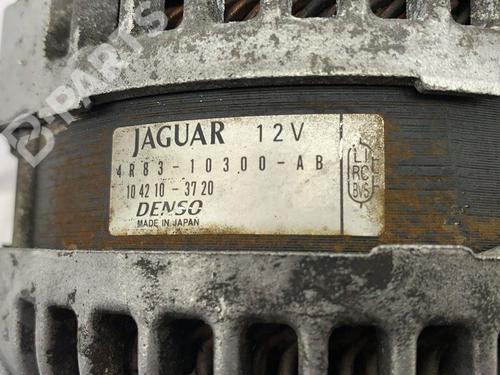 JAGUAR 12V
4R83-10300-AB
104210-3720
DENSO
MADE IN JAPAN
LI
RC
BVS
B-PARTS